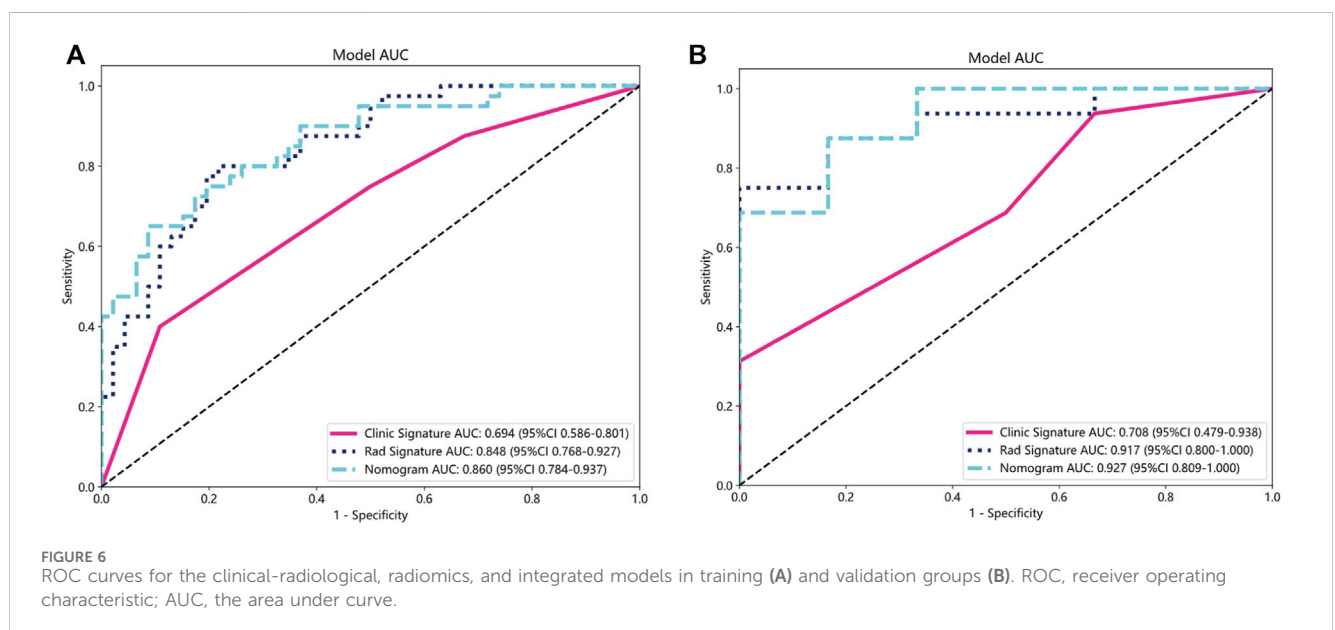 A
Model AUC
1.0
0.8
0.6
0.4
0.2
0.0
Sensitivity
0.0
0.2
0.4
0.6
0.8
1.0
1 - Specificity
Clinic Signature AUC: 0.694 (95%CI 0.586-0.801)
Rad Signature AUC: 0.848 (95%CI 0.768-0.927)
Nomogram AUC: 0.860 (95%CI 0.784-0.937)
B
Model AUC
1.0
0.8
0.6
0.4
0.2
0.0
Sensitivity
0.0
0.2
0.4
0.6
0.8
1.0
1 - Specificity
Clinic Signature AUC: 0.708 (95%CI 0.479-0.938)
Rad Signature AUC: 0.917 (95%CI 0.800-1.000)
Nomogram AUC: 0.927 (95%CI 0.809-1.000)
FIGURE 6
ROC curves for the clinical-radiological, radiomics, and integrated models in training (A) and validation groups (B). ROC, receiver operating
characteristic; AUC, the area under curve.